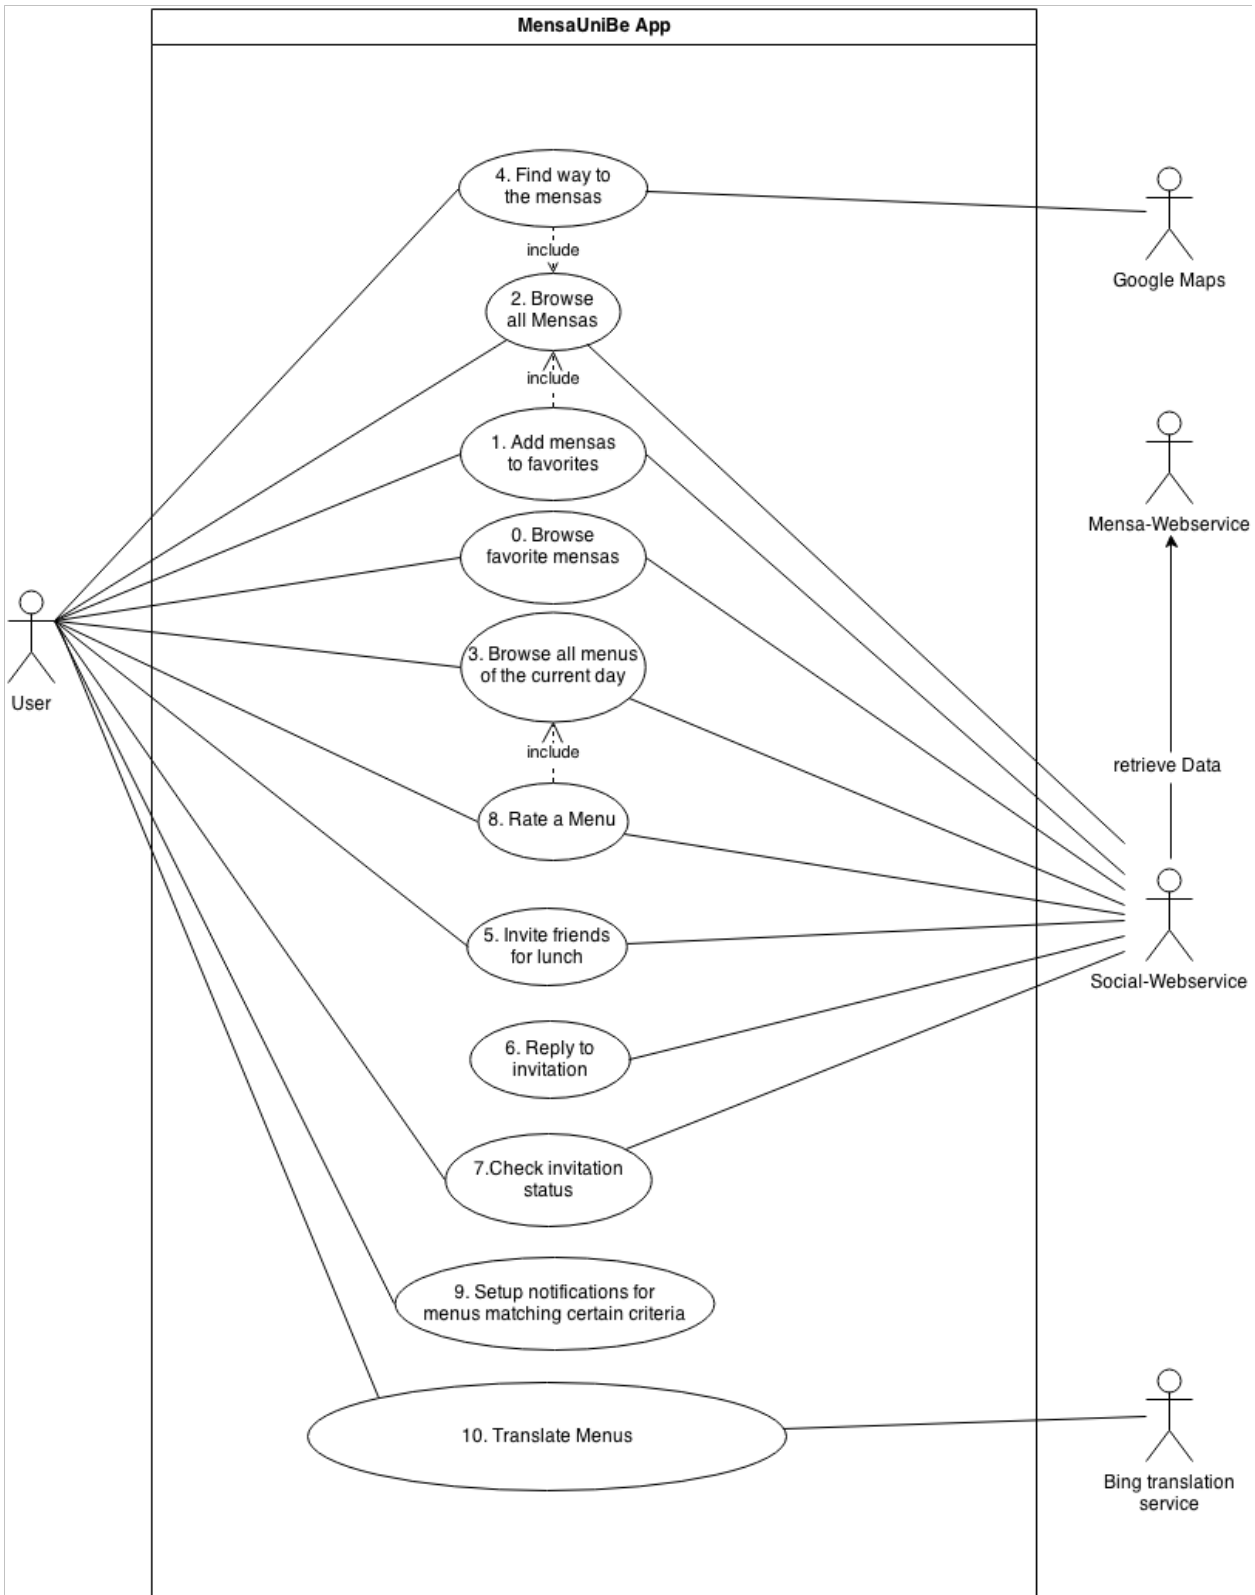 MensaUniBe App
4. Find way to
the mensas
include
Google Maps
2. Browse
all Mensas
include
1. Add mensas
to favorites
Mensa-Webservice
0. Browse
favorite mensas
3. Browse all menus
of the current day
User
include
retrieve Data
8. Rate a Menu
5. Invite friends
for lunch
Social-Webservice
6. Reply to
invitation
7.Check invitation
status
9. Setup notifications for
menus matching certain criteria
10. Translate Menus
Bing translation
service